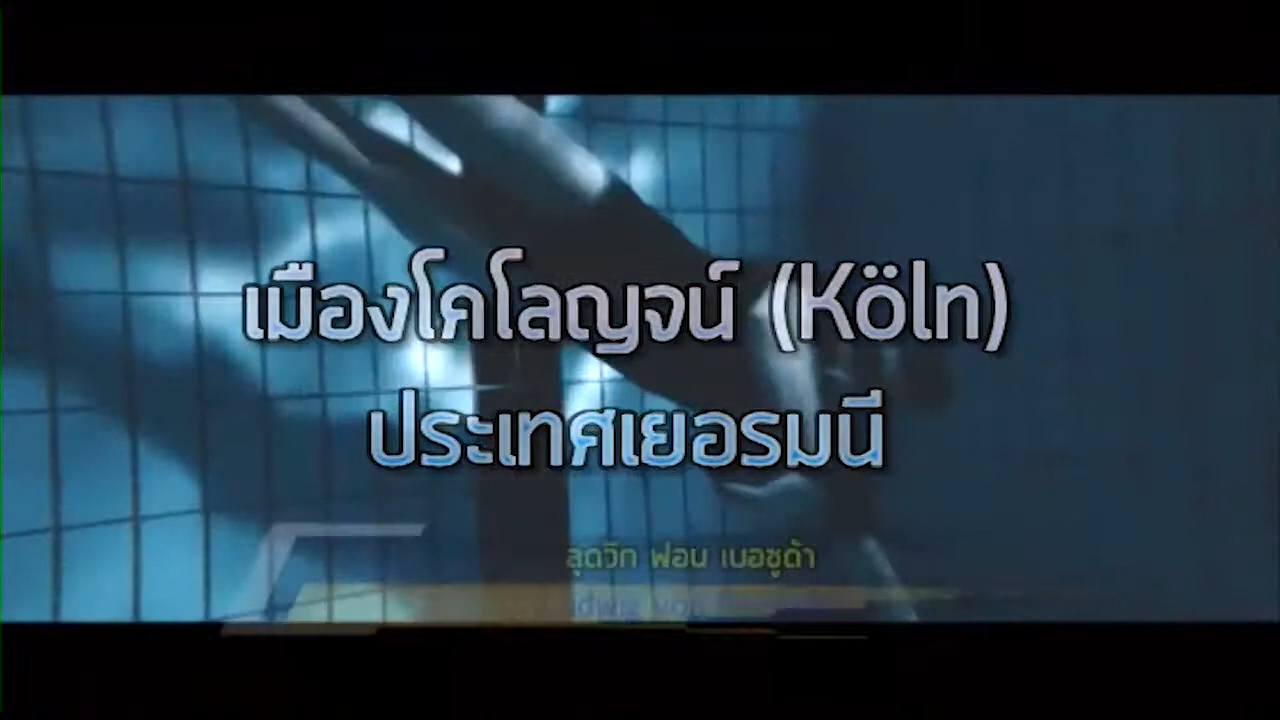 เมืองโคโลญจน์ (Köln)
ประเทศเยอรมนี
ลุดวิก ฟอน เบอซูด้า